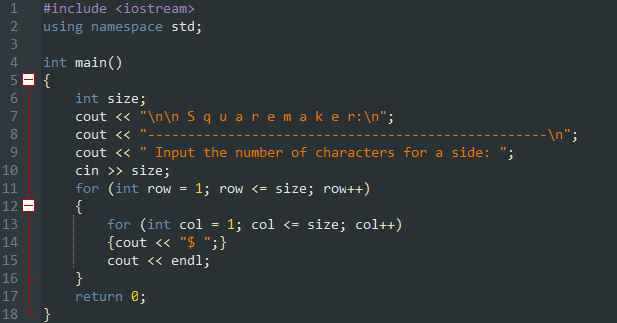 1 #include <iostream>
2 using namespace std;
3
4 int main()
5 {
6     int size;
7     cout << "\n\n S q u a r e m a k e r:\n";
8     cout << "--------------------------------------------------\n";
9     cout << " Input the number of characters for a side: ";
10     cin >> size;
11     for (int row = 1; row <= size; row++)
12     {
13         for (int col = 1; col <= size; col++)
14         {cout << "$ ";}
15         cout << endl;
16     }
17     return 0;
18 }